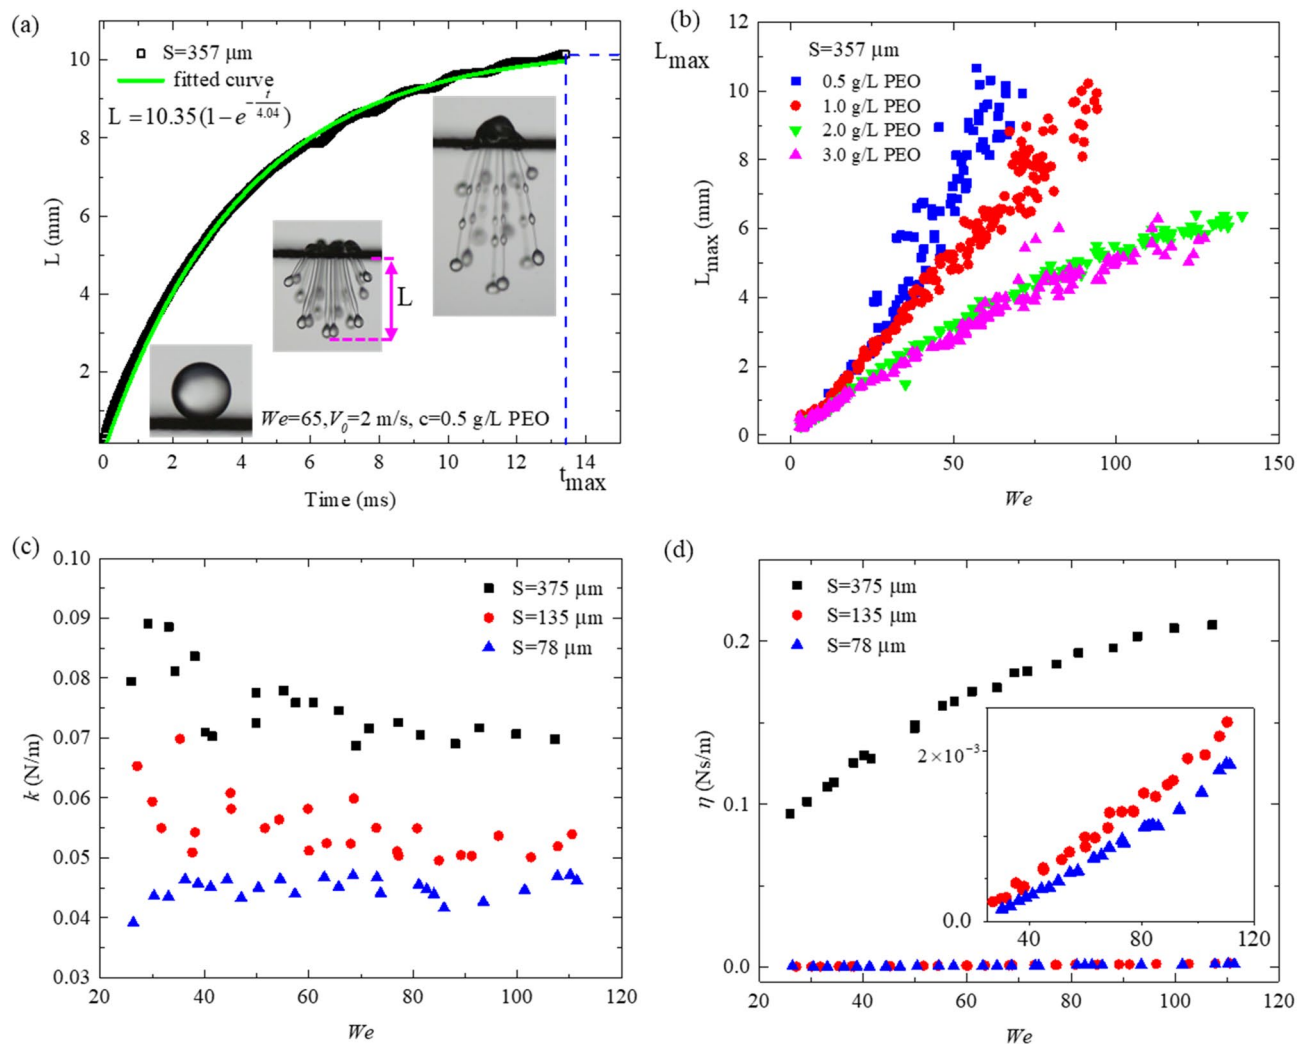 (a)
S=357 μm
fitted curve
L =10.35(1−e^{−t/4.04})
L
We=65,V₀=2 m/s, c=0.5 g/L PEO
L (mm)
10
8
6
4
2
0 2 4 6 8 10 12 14
t_max
Time (ms)
(b)
L_max
S=357 μm
0.5 g/L PEO
1.0 g/L PEO
2.0 g/L PEO
3.0 g/L PEO
L_max (mm)
12
10
8
6
4
2
0
0 50 100 150
We
(c)
S=375 μm
S=135 μm
S=78 μm
k (N/m)
0.10
0.09
0.08
0.07
0.06
0.05
0.04
0.03
20 40 60 80 100 120
We
(d)
S=375 μm
S=135 μm
S=78 μm
η (Ns/m)
0.2
0.1
0.0
2×10⁻³
0.0
40 80 120
20 40 60 80 100 120
We